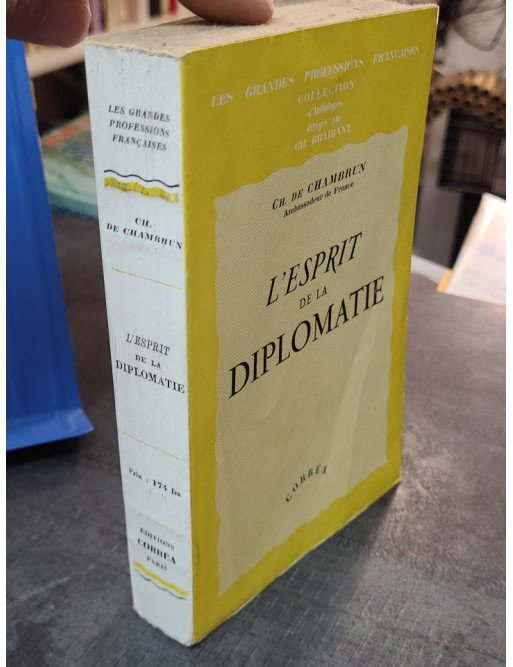 LES GRANDES
PROFESSIONS
FRANÇAISES
CH.
DE CHAMBRUN
L'ESPRIT
DE LA
DIPLOMATIE
Prix : 174 frs
ÉDITIONS
CORRÊA
PARIS
LES GRANDES PROFESSIONS FRANÇAISES
COLLECTION
d'Anthologies
dirigée par
CH. BRAIBANT
CH. DE CHAMBRUN
Ambassadeur de France
L'ESPRIT
DE LA
DIPLOMATIE
CORRÊA